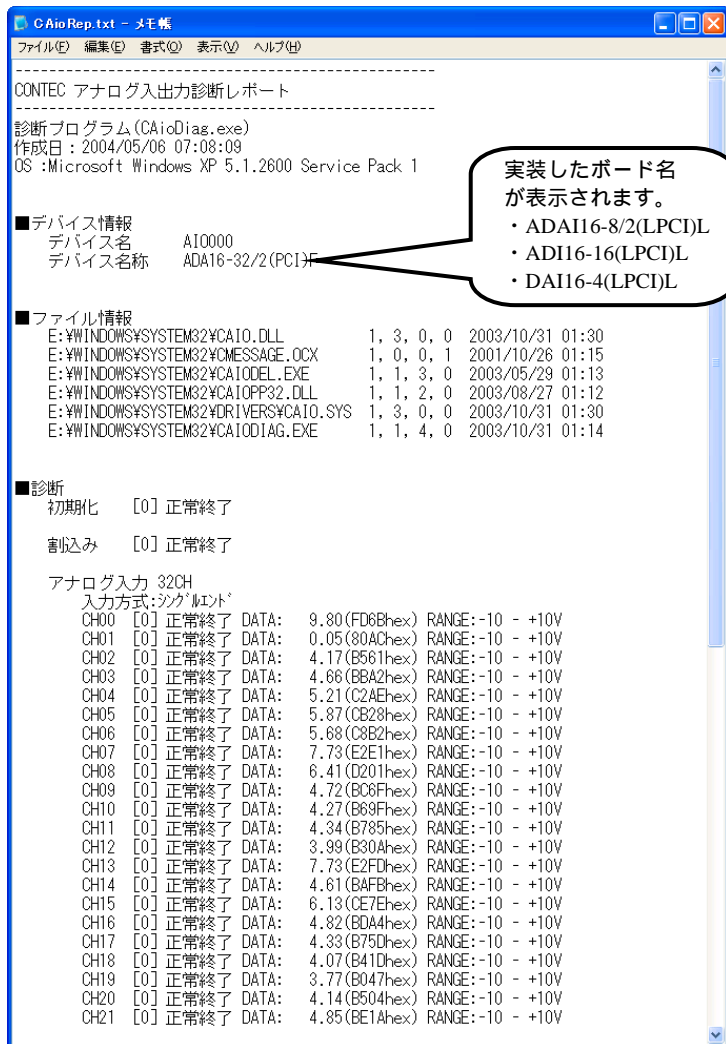 CAioRep.txt - メモ帳
ファイル(F) 編集(E) 書式(O) 表示(V) ヘルプ(H)
--------------------------------------------------
CONTEC アナログ入出力診断レポート
--------------------------------------------------
診断プログラム(CAioDiag.exe)
作成日：2004/05/06 07:08:09
OS :Microsoft Windows XP 5.1.2600 Service Pack 1
実装したボード名
が表示されます。
・ADAI16-8/2(LPCI)L
・ADI16-16(LPCI)L
・DAI16-4(LPCI)L
■デバイス情報
デバイス名 AIO000
デバイス名称 ADA16-32/2(PCI)F
■ファイル情報
E:¥WINDOWS¥SYSTEM32¥CAIO.DLL 1, 3, 0, 0 2003/10/31 01:30
E:¥WINDOWS¥SYSTEM32¥CMESSAGE.OCX 1, 0, 0, 1 2001/10/26 01:15
E:¥WINDOWS¥SYSTEM32¥CAIODEL.EXE 1, 1, 3, 0 2003/05/29 01:13
E:¥WINDOWS¥SYSTEM32¥CAIOPP32.DLL 1, 1, 2, 0 2003/08/27 01:12
E:¥WINDOWS¥SYSTEM32¥DRIVERS¥CAIO.SYS 1, 3, 0, 0 2003/10/31 01:30
E:¥WINDOWS¥SYSTEM32¥CAIODIAG.EXE 1, 1, 4, 0 2003/10/31 01:14
■診断
初期化 [0] 正常終了
割込み [0] 正常終了
アナログ入力 32CH
入力方式:ｼﾝｸﾞﾙｴﾝﾄﾞ
CH00 [0] 正常終了 DATA: 9.80(FD6Bhex) RANGE:-10 - +10V
CH01 [0] 正常終了 DATA: 0.05(80AChex) RANGE:-10 - +10V
CH02 [0] 正常終了 DATA: 4.17(B561hex) RANGE:-10 - +10V
CH03 [0] 正常終了 DATA: 4.66(BBA2hex) RANGE:-10 - +10V
CH04 [0] 正常終了 DATA: 5.21(C2AEhex) RANGE:-10 - +10V
CH05 [0] 正常終了 DATA: 5.87(CB28hex) RANGE:-10 - +10V
CH06 [0] 正常終了 DATA: 5.68(C8B2hex) RANGE:-10 - +10V
CH07 [0] 正常終了 DATA: 7.73(E2E1hex) RANGE:-10 - +10V
CH08 [0] 正常終了 DATA: 6.41(D201hex) RANGE:-10 - +10V
CH09 [0] 正常終了 DATA: 4.72(BC6Fhex) RANGE:-10 - +10V
CH10 [0] 正常終了 DATA: 4.27(B69Fhex) RANGE:-10 - +10V
CH11 [0] 正常終了 DATA: 4.34(B785hex) RANGE:-10 - +10V
CH12 [0] 正常終了 DATA: 3.99(B30Ahex) RANGE:-10 - +10V
CH13 [0] 正常終了 DATA: 7.73(E2FDhex) RANGE:-10 - +10V
CH14 [0] 正常終了 DATA: 4.61(BAFBhex) RANGE:-10 - +10V
CH15 [0] 正常終了 DATA: 6.13(CE7Ehex) RANGE:-10 - +10V
CH16 [0] 正常終了 DATA: 4.82(BDA4hex) RANGE:-10 - +10V
CH17 [0] 正常終了 DATA: 4.33(B75Dhex) RANGE:-10 - +10V
CH18 [0] 正常終了 DATA: 4.07(B41Dhex) RANGE:-10 - +10V
CH19 [0] 正常終了 DATA: 3.77(B047hex) RANGE:-10 - +10V
CH20 [0] 正常終了 DATA: 4.14(B504hex) RANGE:-10 - +10V
CH21 [0] 正常終了 DATA: 4.85(BE1Ahex) RANGE:-10 - +10V